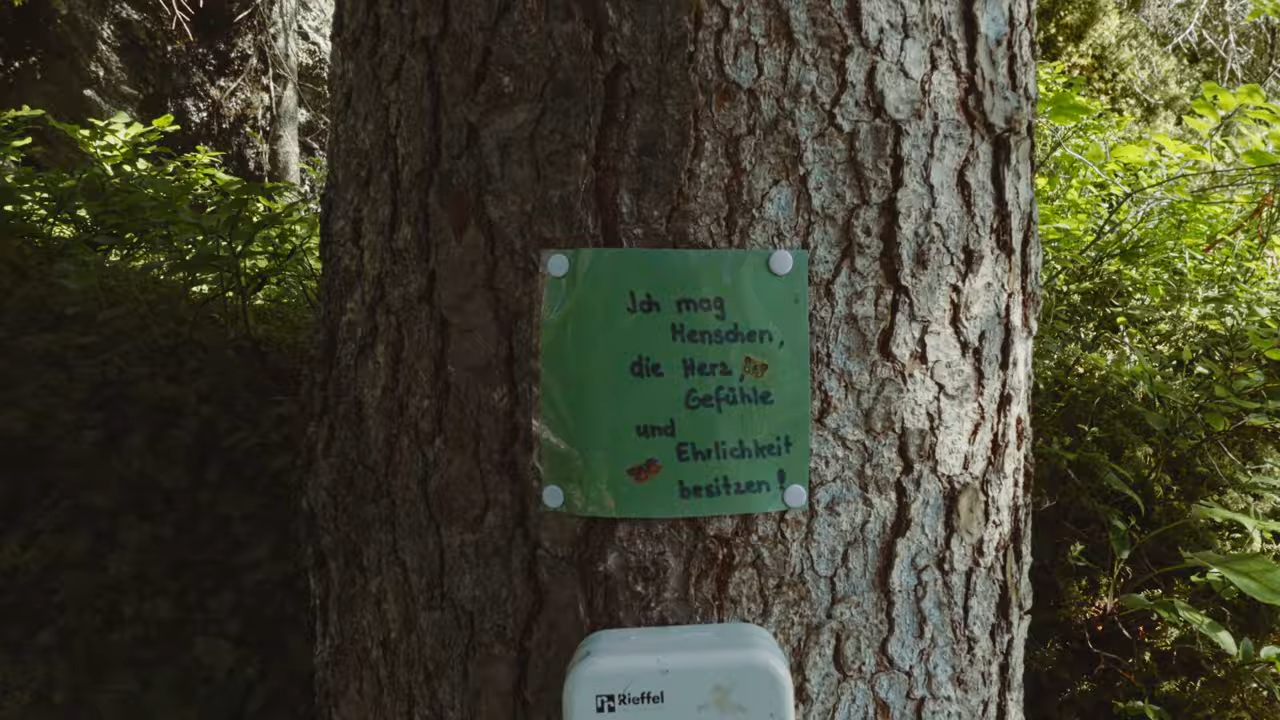 Ich mag
Menschen,
die Herz,
Gefühle
und
Ehrlichkeit
besitzen!
Rieffel